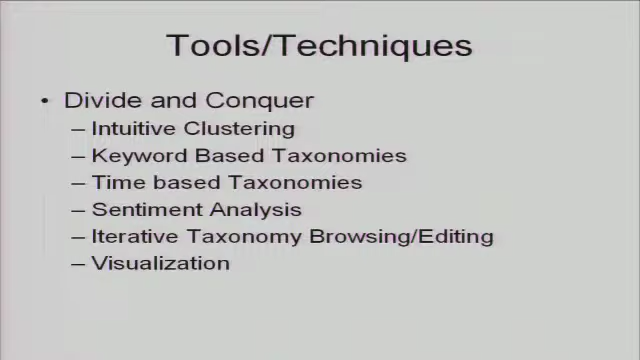 Tools/Techniques
• Divide and Conquer
– Intuitive Clustering
– Keyword Based Taxonomies
– Time based Taxonomies
– Sentiment Analysis
– Iterative Taxonomy Browsing/Editing
– Visualization